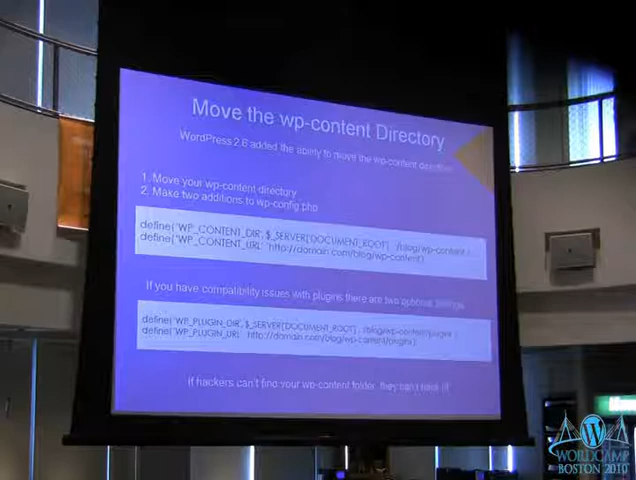 Move the wp-content Directory
WordPress 2.6 added the ability to move the wp-content directory
1. Move your wp-content directory
2. Make two additions to wp-config.php
define('WP_CONTENT_DIR', $_SERVER['DOCUMENT_ROOT'] . '/blog/wp-content')
define('WP_CONTENT_URL' 'http://domain.com/blog/wp-content')
If you have compatibility issues with plugins there are two optional settings
define('WP_PLUGIN_DIR', $_SERVER['DOCUMENT_ROOT'] . '/blog/wp-content/plugins')
define('WP_PLUGIN_URL' 'http://domain.com/blog/wp-content/plugins')
If hackers can't find your wp-content folder, they can't hack it!
WORDCAMP
BOSTON 2010